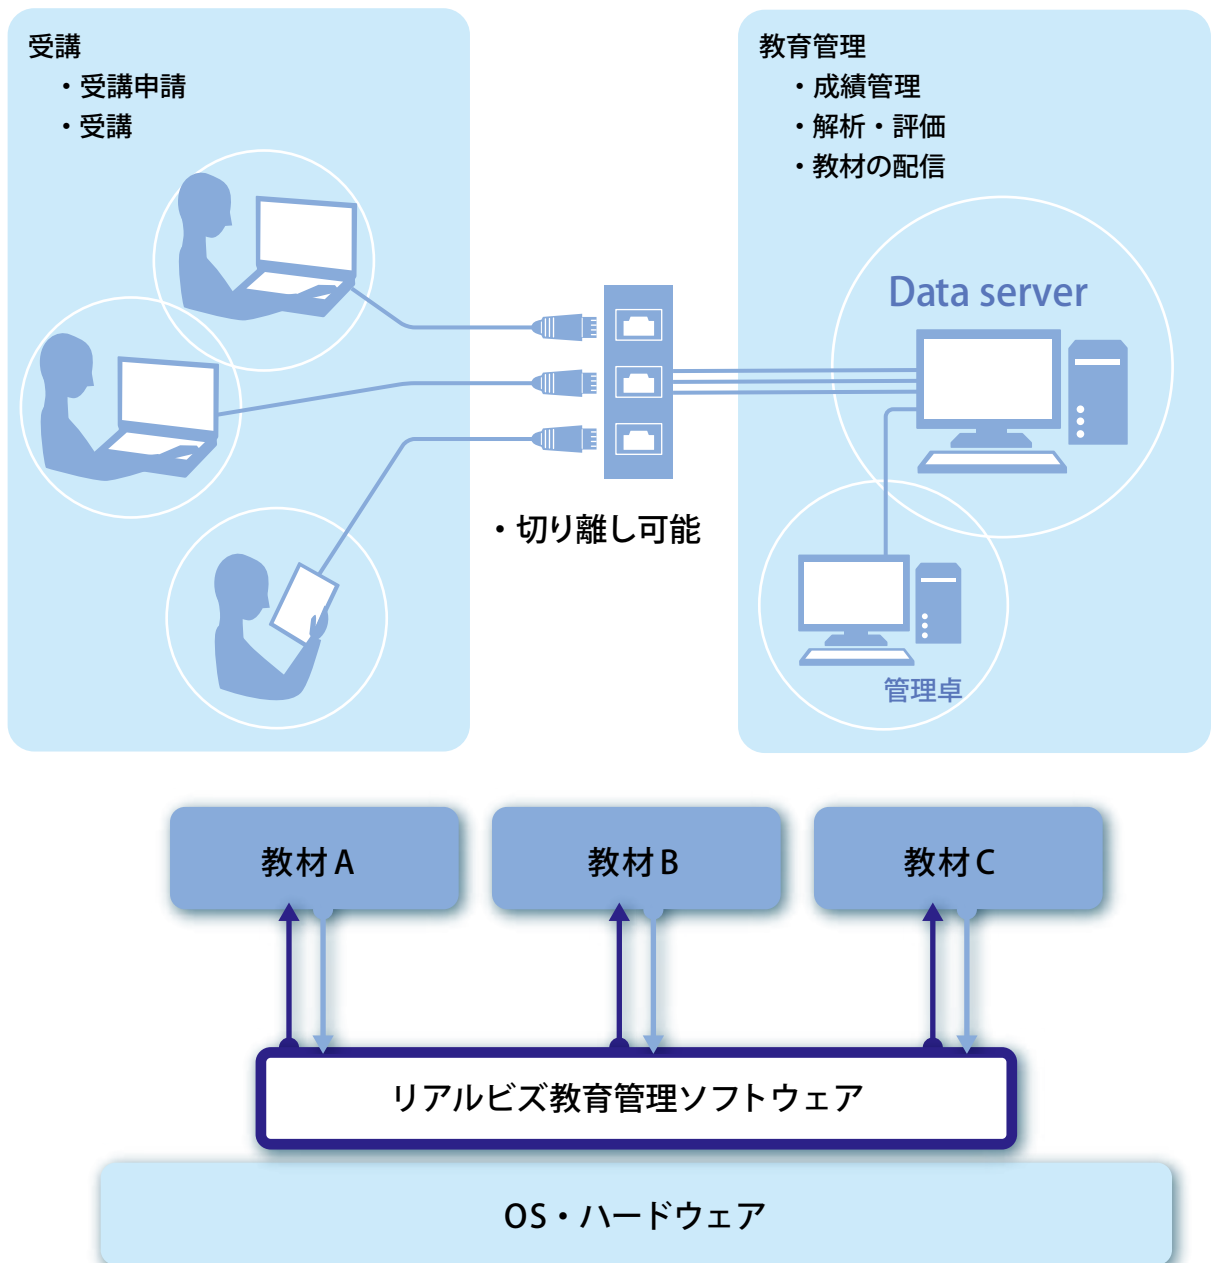 受講
・受講申請
・受講
教育管理
・成績管理
・解析・評価
・教材の配信
Data server
・切り離し可能
管理卓
教材 A
教材 B
教材 C
リアルビズ教育管理ソフトウェア
OS・ハードウェア